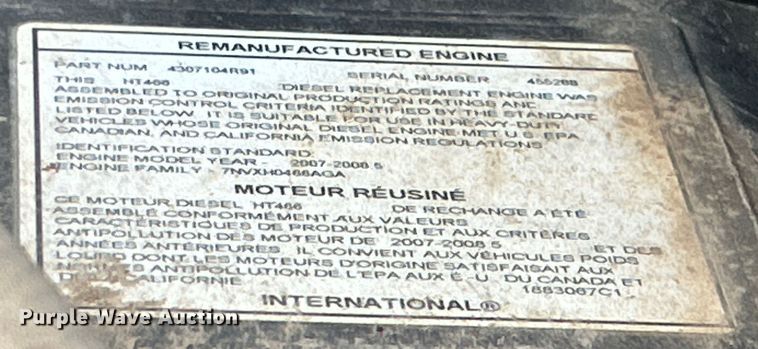 REMANUFACTURED ENGINE
PART NUM 4307104R91 SERIAL NUMBER 455288
THIS HT466 DIESEL REPLACEMENT ENGINE WAS
ASSEMBLED TO ORIGINAL PRODUCTION RATINGS AND
EMISSION CONTROL CRITERIA IDENTIFIED BY THE STANDARD
LISTED BELOW. IT IS SUITABLE FOR USE IN HEAVY DUTY
VEHICLES WHOSE ORIGINAL DIESEL ENGINE MET U.S. EPA
CANADIAN, AND CALIFORNIA EMISSION REGULATIONS
IDENTIFICATION STANDARD
ENGINE MODEL YEAR - 2007-2008.5
ENGINE FAMILY - 7NVXH0466AGA
MOTEUR RÉUSINÉ
CE MOTEUR DIESEL HT466 DE RECHANGE A ÉTÉ
ASSEMBLÉ CONFORMÉMENT AUX VALEURS
CARACTÉRISTIQUES DE PRODUCTION ET AUX CRITÈRES
ANTIPOLLUTION DES MOTEUR DE 2007-2008.5 ET DES
ANNÉES ANTÉRIEURES. IL CONVIENT AUX VÉHICULES POIDS
LOURD DONT LES MOTEURS D'ORIGINE SATISFAISAIT AUX
ANTIPOLLUTION DE L'EPA AUX É.-U. DU CANADA ET
CALIFORNIE 1883067C1
INTERNATIONAL®
Purple Wave Auction